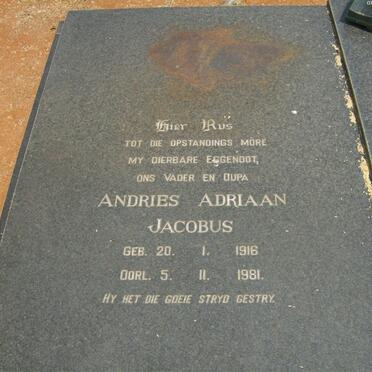 Hier Rus
TOT DIE OPSTANDINGS MÔRE
MY DIERBARE EGGENOOT,
ONS VADER EN OUPA
ANDRIES ADRIAAN
JACOBUS
GEB. 20. 1. 1916
OORL. 5. 11. 1981.
HY HET DIE GOEIE STRYD GESTRY.